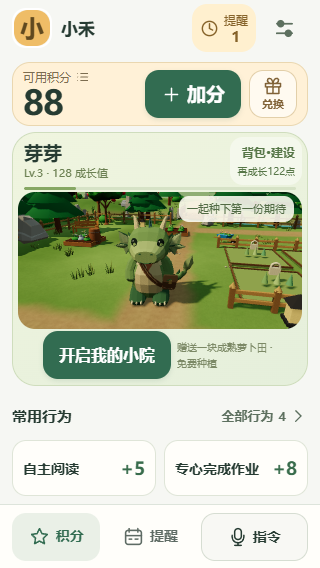 小 小禾
提醒
1
可用积分
88
＋ 加分
兑换
芽芽
Lv.3 · 128 成长值
背包•建设
再成长122点
一起种下第一份期待
开启我的小院
赠送一块成熟萝卜田 ·
免费种植
常用行为
全部行为 4
自主阅读 +5
专心完成作业 +8
积分
提醒
指令